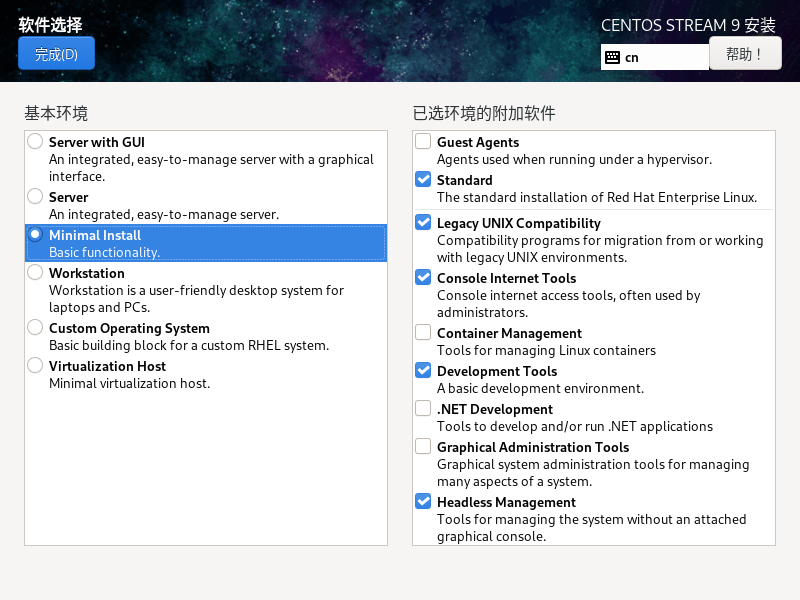 软件选择
CENTOS STREAM 9 安装
完成(D)
cn
帮助！
基本环境
Server with GUI
An integrated, easy-to-manage server with a graphical
interface.
Server
An integrated, easy-to-manage server.
Minimal Install
Basic functionality.
Workstation
Workstation is a user-friendly desktop system for
laptops and PCs.
Custom Operating System
Basic building block for a custom RHEL system.
Virtualization Host
Minimal virtualization host.
已选环境的附加软件
Guest Agents
Agents used when running under a hypervisor.
Standard
The standard installation of Red Hat Enterprise Linux.
Legacy UNIX Compatibility
Compatibility programs for migration from or working
with legacy UNIX environments.
Console Internet Tools
Console internet access tools, often used by
administrators.
Container Management
Tools for managing Linux containers
Development Tools
A basic development environment.
.NET Development
Tools to develop and/or run .NET applications
Graphical Administration Tools
Graphical system administration tools for managing
many aspects of a system.
Headless Management
Tools for managing the system without an attached
graphical console.